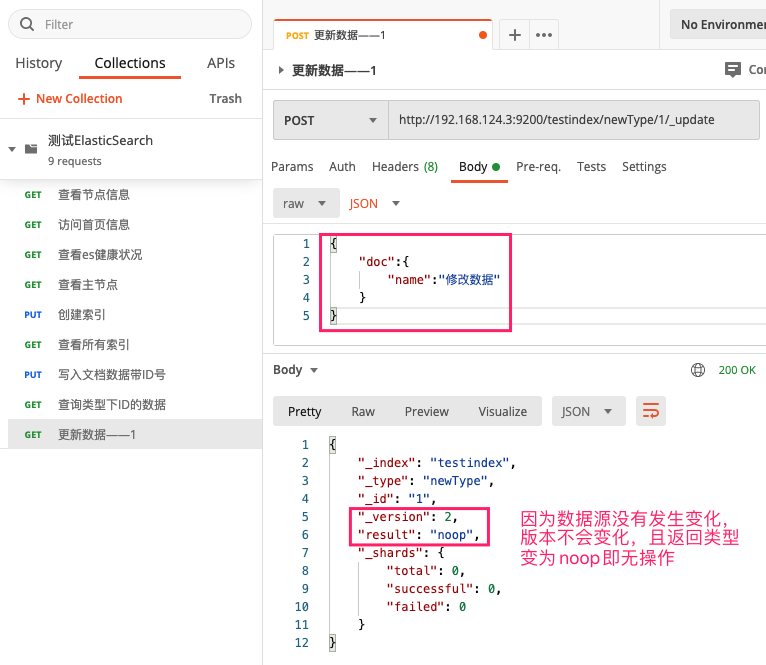 Filter
History
Collections
APIs
+ New Collection
Trash
测试ElasticSearch
9 requests
GET 查看节点信息
GET 访问首页信息
GET 查看es健康状况
GET 查看主节点
PUT 创建索引
GET 查看所有索引
PUT 写入文档数据带ID号
GET 查询类型下ID的数据
GET 更新数据——1
POST 更新数据——1
No Environme
更新数据——1
Co
POST
http://192.168.124.3:9200/testindex/newType/1/_update
Params Auth Headers (8) Body Pre-req. Tests Settings
raw JSON
1 {
2 "doc":{
3 "name":"修改数据"
4 }
5 }
Body
200 OK
Pretty Raw Preview Visualize JSON
1 {
2 "_index": "testindex",
3 "_type": "newType",
4 "_id": "1",
5 "_version": 2,
6 "result": "noop",
7 "_shards": {
8 "total": 0,
9 "successful": 0,
10 "failed": 0
11 }
12 }
因为数据源没有发生变化，
版本不会变化，且返回类型
变为noop即无操作